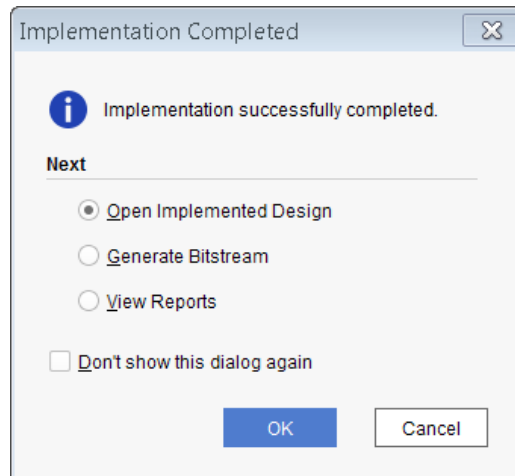 Implementation Completed
Implementation successfully completed.
Next
Open Implemented Design
Generate Bitstream
View Reports
Don't show this dialog again
OK
Cancel